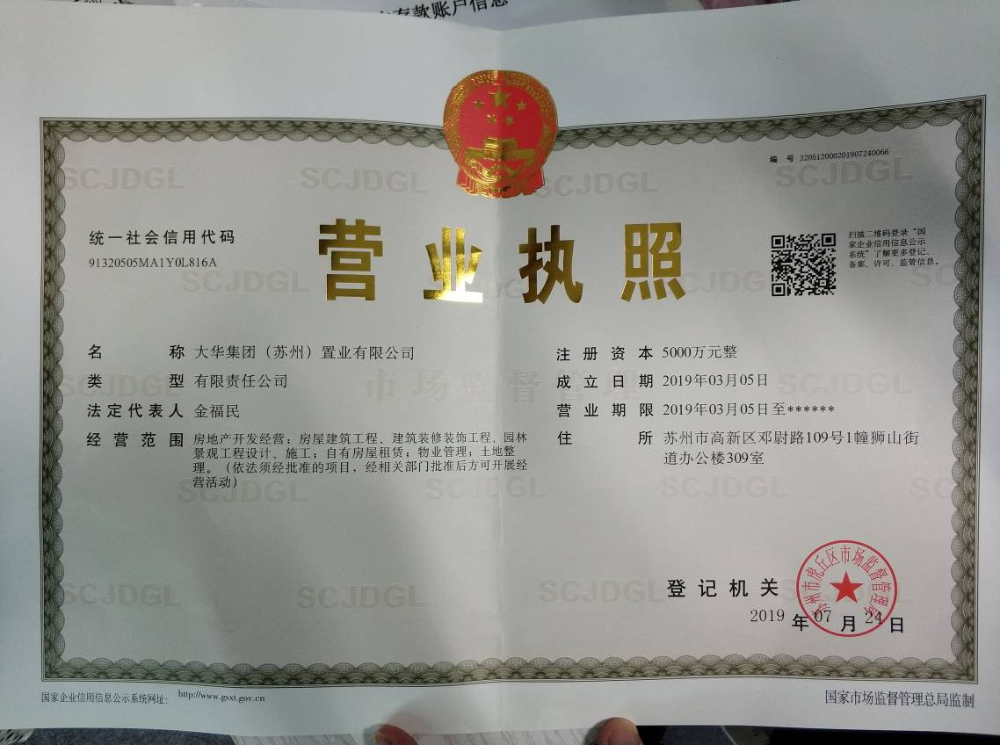 存款账户信息
编 号 320512000201907240066
统一社会信用代码
91320505MA1Y0L816A
营业执照
扫描二维码登录“国
家企业信用信息公示
系统”了解更多登记、
备案、许可、监管信息。
名 称 大华集团（苏州）置业有限公司
类 型 有限责任公司
法定代表人 金福民
经营范围 房地产开发经营；房屋建筑工程、建筑装修装饰工程、园林
景观工程设计、施工；自有房屋租赁；物业管理；土地整
理。（依法须经批准的项目，经相关部门批准后方可开展经
营活动）
注册资本 5000万元整
成立日期 2019年03月05日
营业期限 2019年03月05日至******
住 所 苏州市高新区邓尉路109号1幢狮山街
道办公楼309室
市场监督管理
SCJDGL
登记机关
苏州市虎丘区市场监督管理局
2019 年 07 月 24 日
国家企业信用信息公示系统网址： http://www.gsxt.gov.cn
国家市场监督管理总局监制